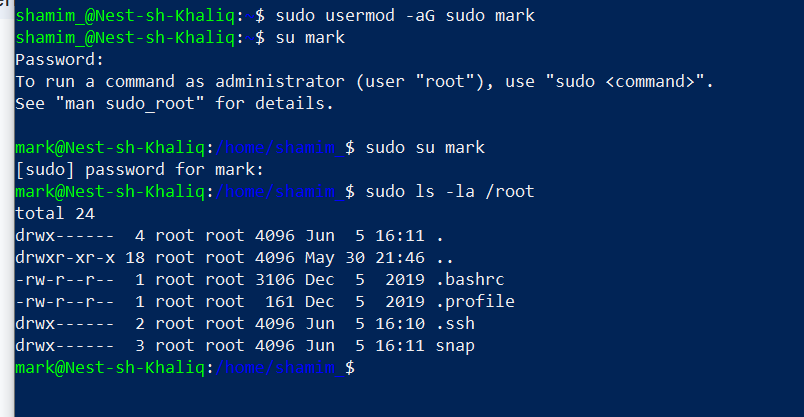 shamim_@Nest-sh-Khaliq:~$ sudo usermod -aG sudo mark
shamim_@Nest-sh-Khaliq:~$ su mark
Password:
To run a command as administrator (user "root"), use "sudo <command>".
See "man sudo_root" for details.
mark@Nest-sh-Khaliq:/home/shamim_$ sudo su mark
[sudo] password for mark:
mark@Nest-sh-Khaliq:/home/shamim_$ sudo ls -la /root
total 24
drwx------  4 root root 4096 Jun  5 16:11 .
drwxr-xr-x 18 root root 4096 May 30 21:46 ..
-rw-r--r--  1 root root 3106 Dec  5  2019 .bashrc
-rw-r--r--  1 root root  161 Dec  5  2019 .profile
drwx------  2 root root 4096 Jun  5 16:10 .ssh
drwx------  3 root root 4096 Jun  5 16:11 snap
mark@Nest-sh-Khaliq:/home/shamim_$